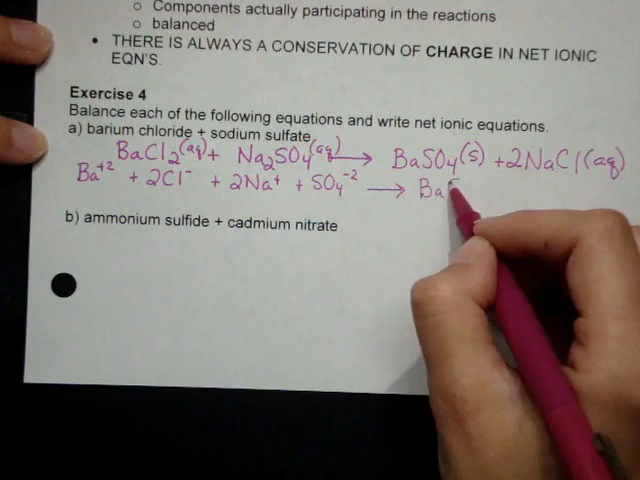 o Components actually participating in the reactions
o balanced
• THERE IS ALWAYS A CONSERVATION OF CHARGE IN NET IONIC
EQN'S.
Exercise 4
Balance each of the following equations and write net ionic equations.
a) barium chloride + sodium sulfate
BaCl₂(aq) + Na₂SO₄(aq) → BaSO₄(s) + 2NaCl(aq)
Ba⁺² + 2Cl⁻ + 2Na⁺ + SO₄⁻² → Ba
b) ammonium sulfide + cadmium nitrate